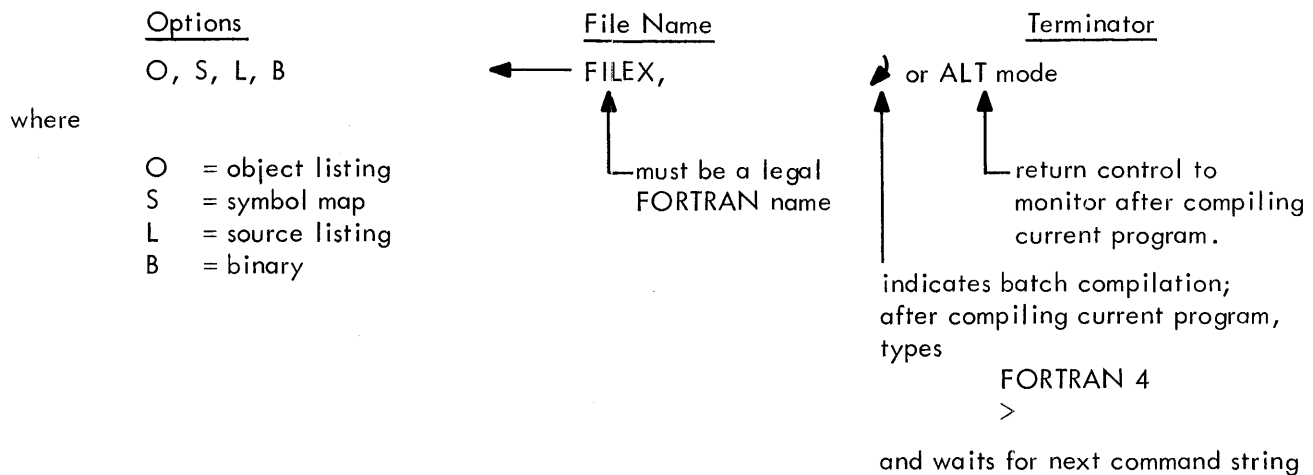 Options File Name Terminator
O, S, L, B ← FILEX, ⤶ or ALT mode
where
O = object listing
S = symbol map
L = source listing
B = binary
must be a legal
FORTRAN name
return control to
monitor after compiling
current program.
indicates batch compilation;
after compiling current program,
types
FORTRAN 4
>
and waits for next command string